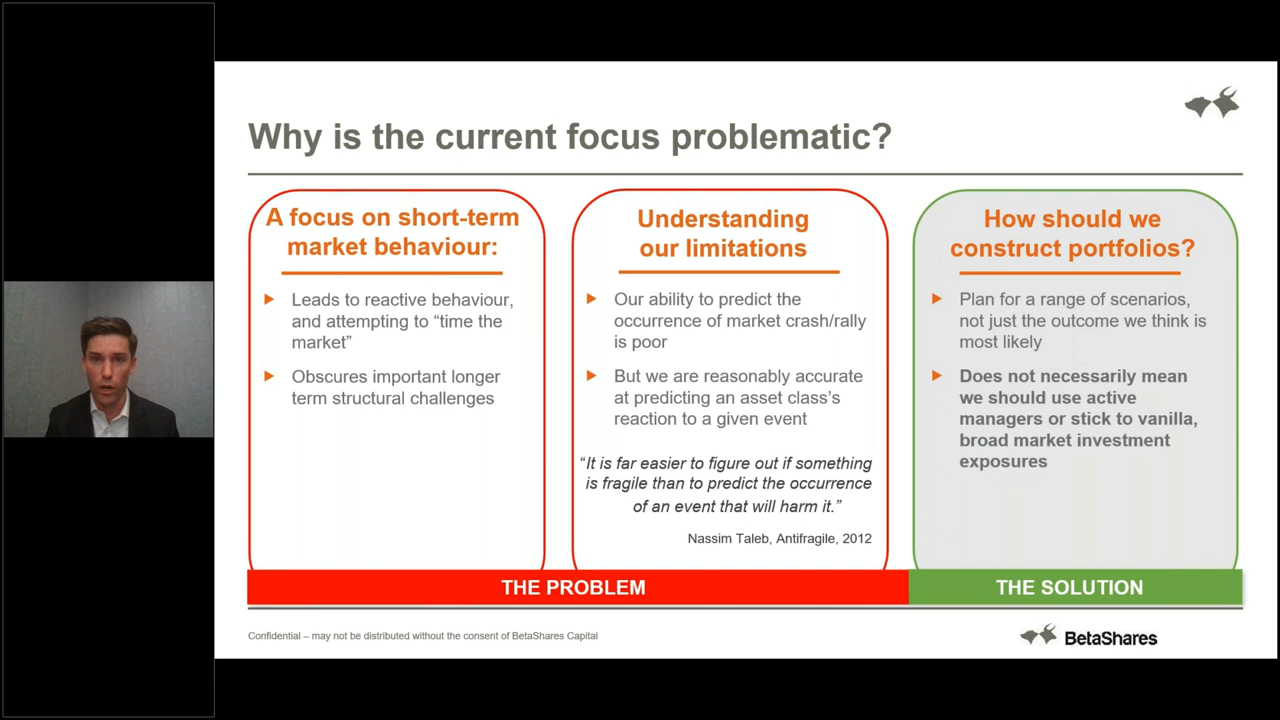 Why is the current focus problematic?
A focus on short-term
market behaviour:
Leads to reactive behaviour,
and attempting to “time the
market”
Obscures important longer
term structural challenges
Understanding
our limitations
Our ability to predict the
occurrence of market crash/rally
is poor
But we are reasonably accurate
at predicting an asset class’s
reaction to a given event
“It is far easier to figure out if something
is fragile than to predict the occurrence
of an event that will harm it.”
Nassim Taleb, Antifragile, 2012
How should we
construct portfolios?
Plan for a range of scenarios,
not just the outcome we think is
most likely
Does not necessarily mean
we should use active
managers or stick to vanilla,
broad market investment
exposures
THE PROBLEM
THE SOLUTION
Confidential – may not be distributed without the consent of BetaShares Capital
BetaShares